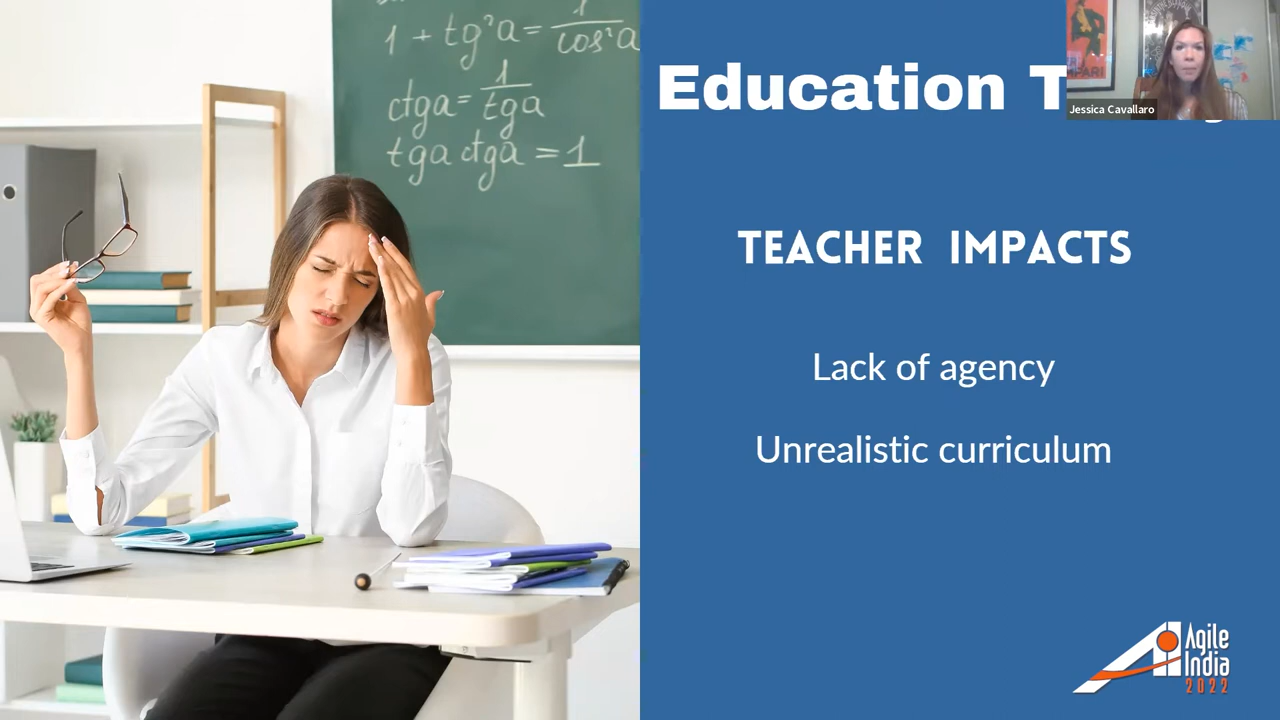 1 + tg²a = 1/cos²a
ctga = 1/tga
tga ctga = 1
Education T
Jessica Cavallaro
TEACHER IMPACTS
Lack of agency
Unrealistic curriculum
Agile
India
2022